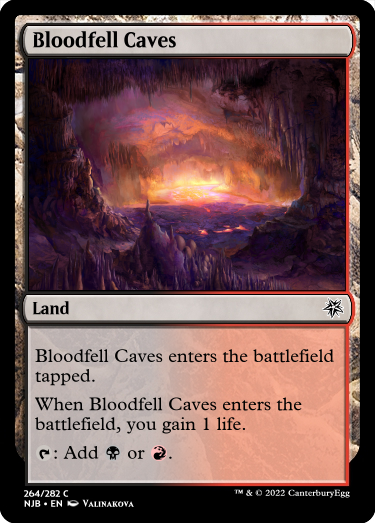 Bloodfell Caves
Land
Bloodfell Caves enters the battlefield
tapped.
When Bloodfell Caves enters the
battlefield, you gain 1 life.
: Add or .
264/282 C
NJB • EN Valinakova
™ & © 2022 CanterburyEgg